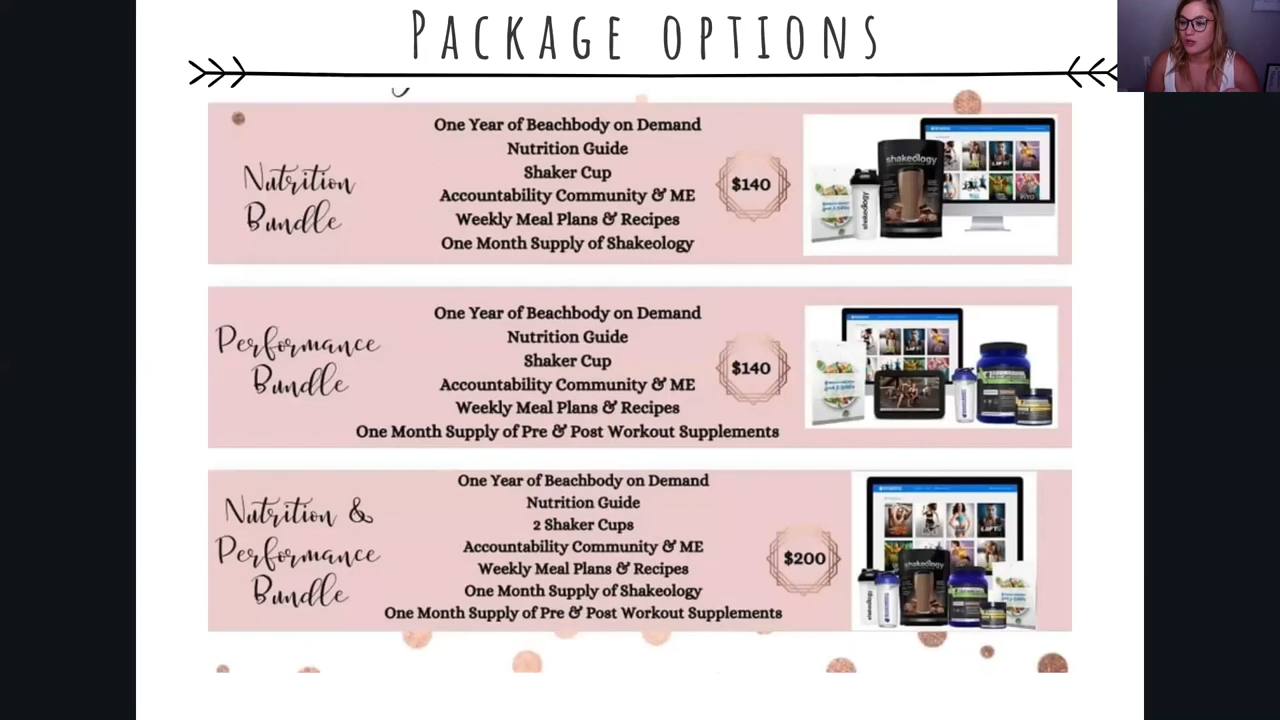 Package options
Nutrition
Bundle
One Year of Beachbody on Demand
Nutrition Guide
Shaker Cup
Accountability Community & ME
Weekly Meal Plans & Recipes
One Month Supply of Shakeology
$140
shakeology
shakeology
Performance
Bundle
One Year of Beachbody on Demand
Nutrition Guide
Shaker Cup
Accountability Community & ME
Weekly Meal Plans & Recipes
One Month Supply of Pre & Post Workout Supplements
$140
Nutrition &
Performance
Bundle
One Year of Beachbody on Demand
Nutrition Guide
2 Shaker Cups
Accountability Community & ME
Weekly Meal Plans & Recipes
One Month Supply of Shakeology
One Month Supply of Pre & Post Workout Supplements
$200
shakeology
shakeology